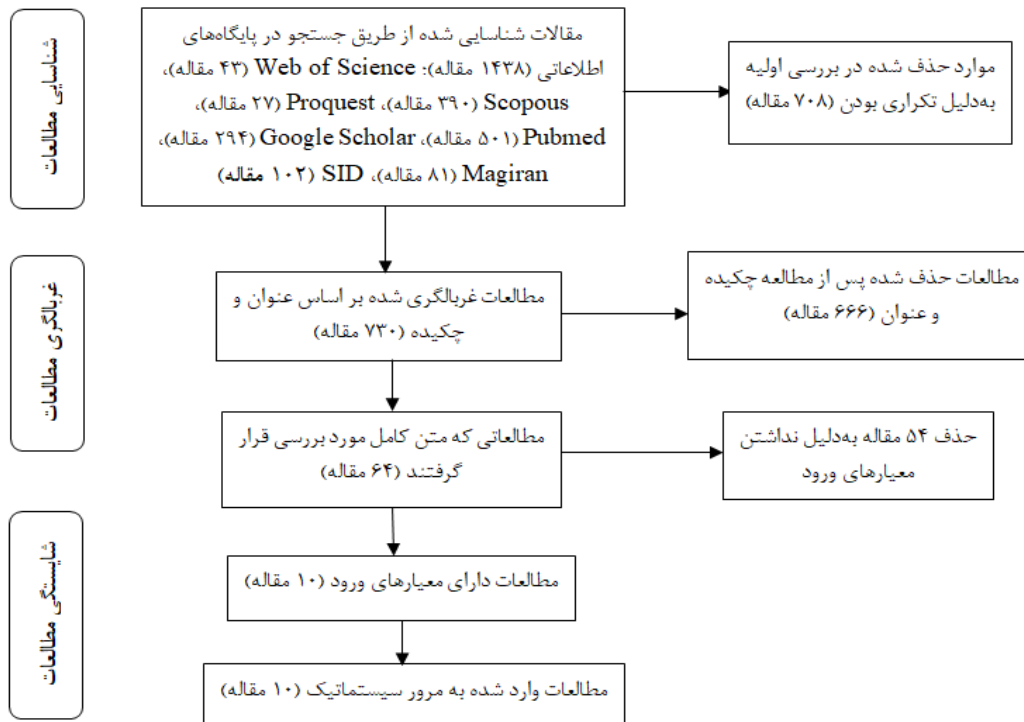 شناسایی مطالعات
مقالات شناسایی شده از طریق جستجو در پایگاه‌های
اطلاعاتی (۱۴۳۸ مقاله): Web of Science (۴۳ مقاله)،
Scopous (۳۹۰ مقاله)، Proquest (۲۷ مقاله)،
Pubmed (۵۰۱ مقاله)، Google Scholar (۲۹۴ مقاله)،
Magiran (۸۱ مقاله)، SID (۱۰۲ مقاله)
موارد حذف شده در بررسی اولیه
به‌دلیل تکراری بودن (۷۰۸ مقاله)
غربالگری مطالعات
مطالعات غربالگری شده بر اساس عنوان و
چکیده (۷۳۰ مقاله)
مطالعات حذف شده پس از مطالعه چکیده
و عنوان (۶۶۶ مقاله)
مطالعاتی که متن کامل مورد بررسی قرار
گرفتند (۶۴ مقاله)
حذف ۵۴ مقاله به‌دلیل نداشتن
معیارهای ورود
شایستگی مطالعات
مطالعات دارای معیارهای ورود (۱۰ مقاله)
مطالعات وارد شده به مرور سیستماتیک (۱۰ مقاله)